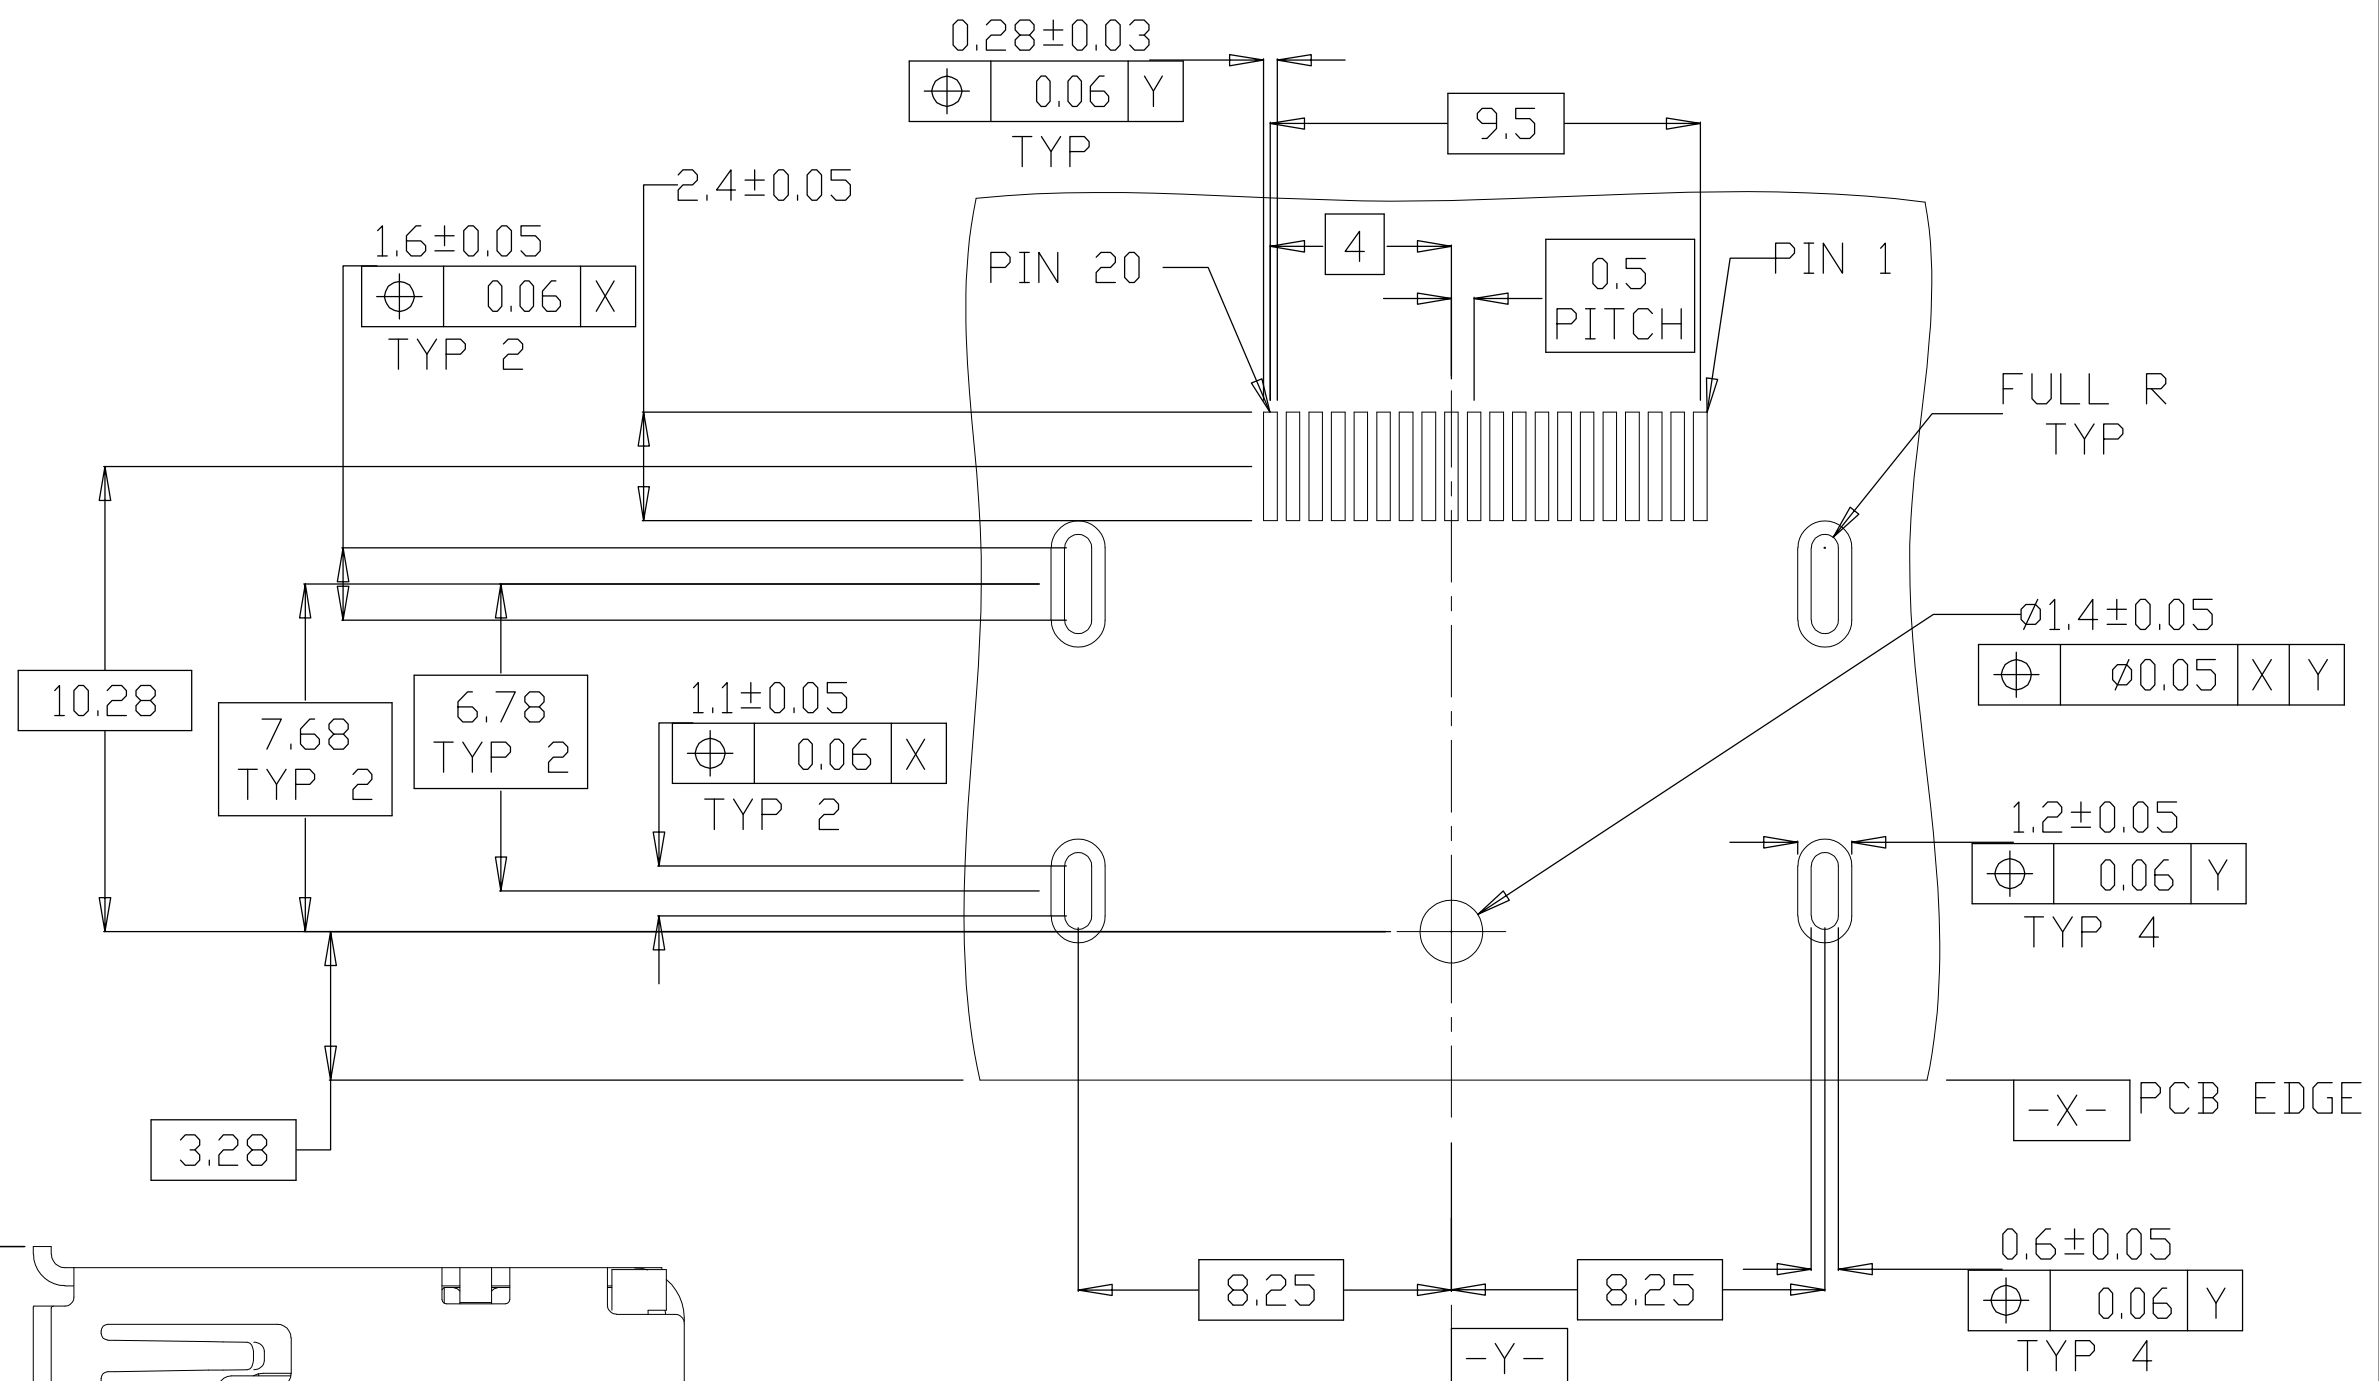 0.28±0.03
⌖ 0.06 Y
TYP
9.5
2.4±0.05
1.6±0.05
⌖ 0.06 X
TYP 2
PIN 20
4
0.5
PITCH
PIN 1
FULL R
TYP
10.28
7.68
TYP 2
6.78
TYP 2
1.1±0.05
⌖ 0.06 X
TYP 2
⌀1.4±0.05
⌖ ⌀0.05 X Y
1.2±0.05
⌖ 0.06 Y
TYP 4
-X- PCB EDGE
3.28
8.25
8.25
-Y-
0.6±0.05
⌖ 0.06 Y
TYP 4